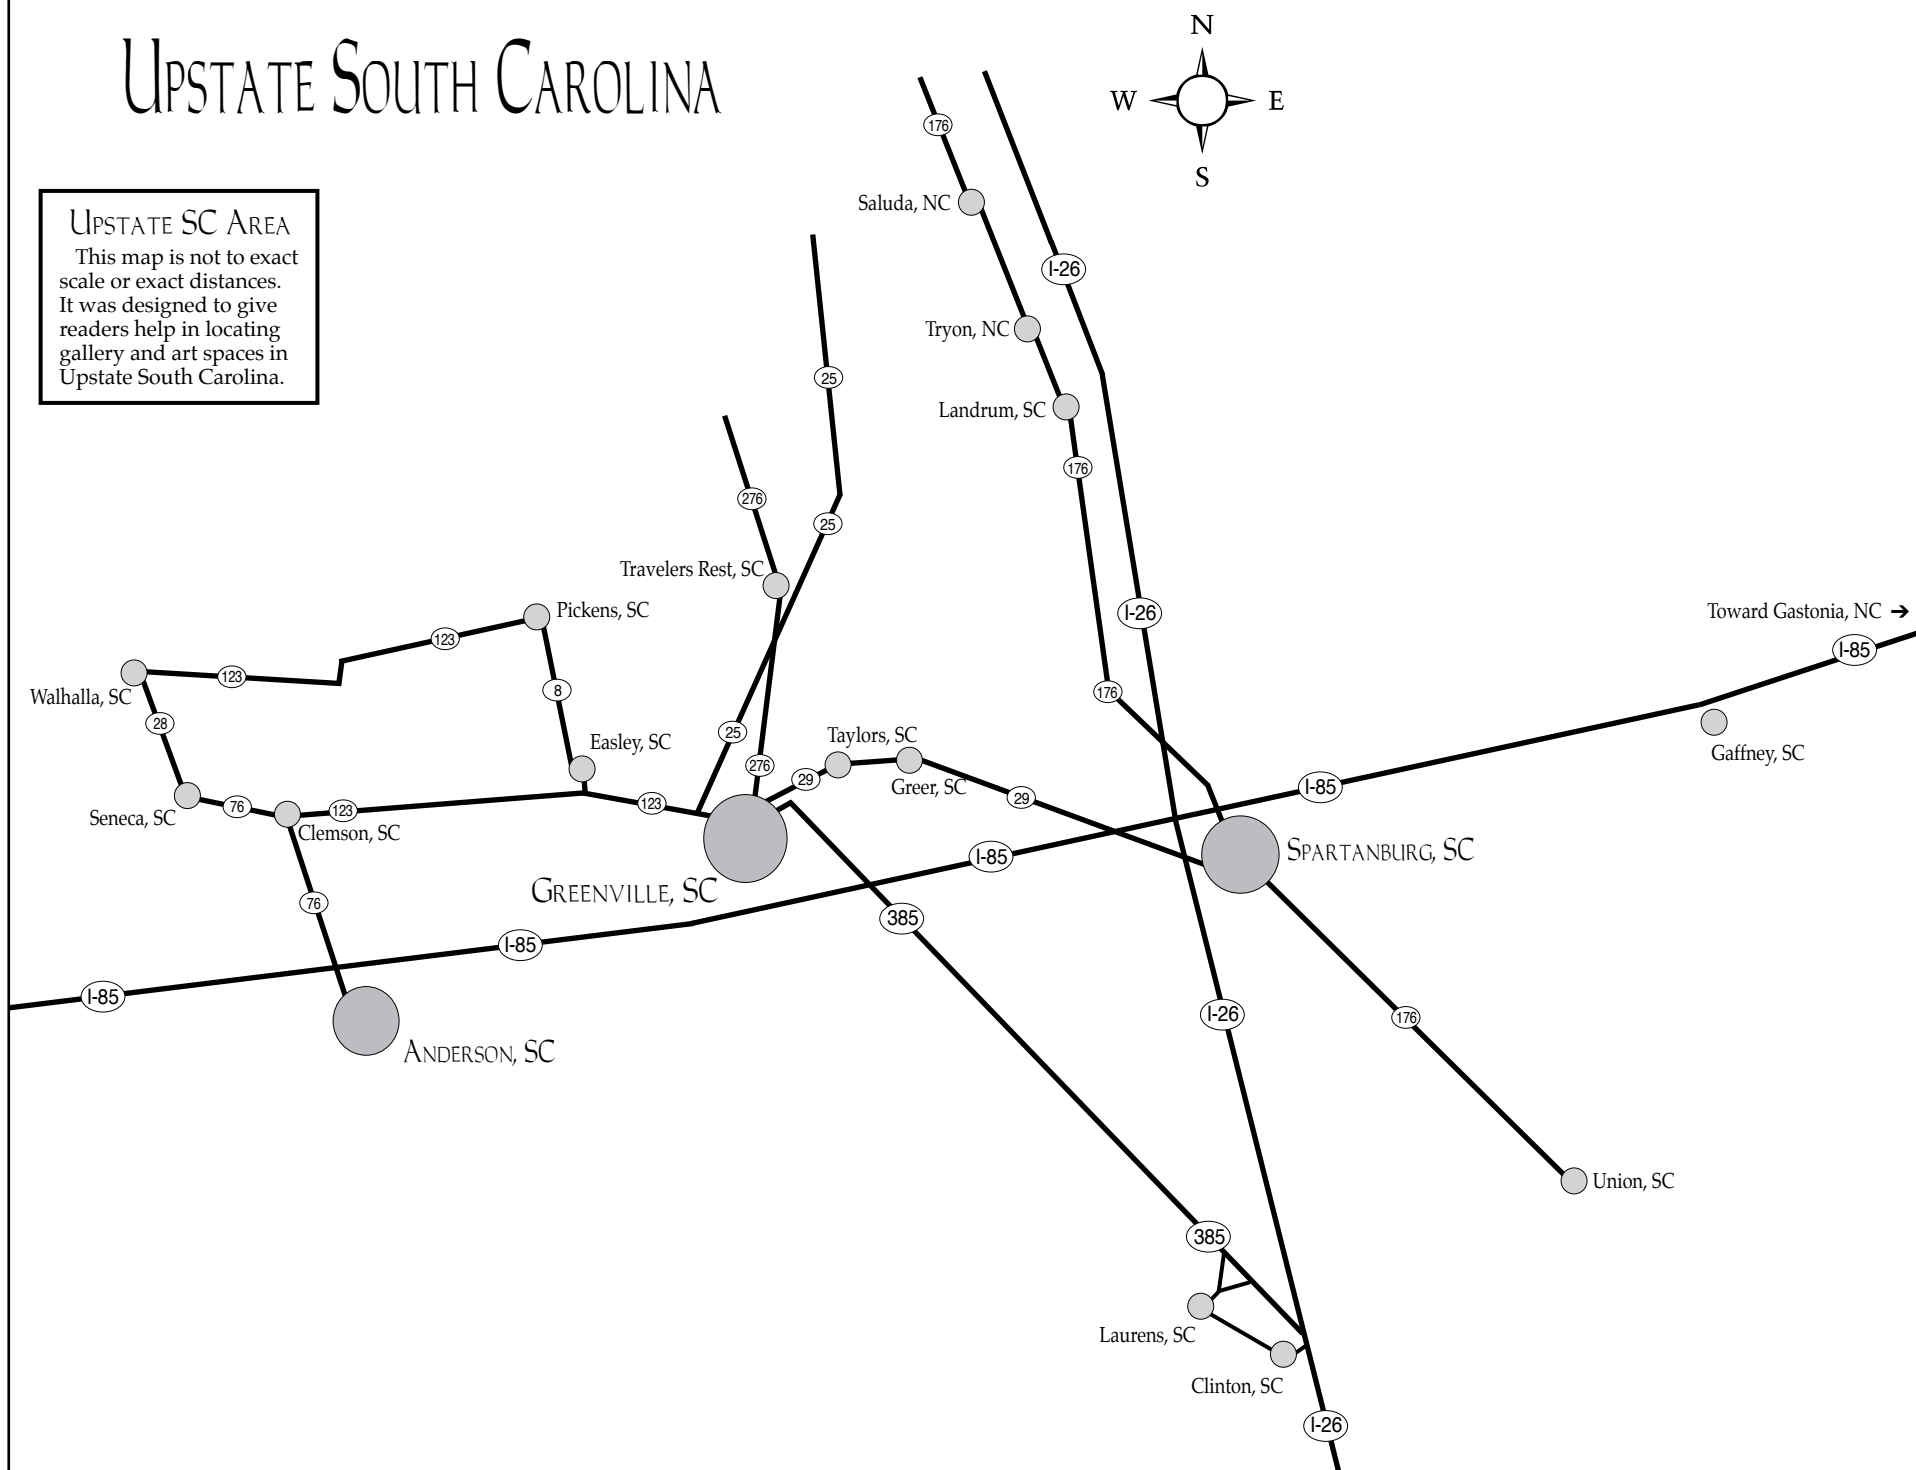 Upstate South Carolina
N
W
E
S
Upstate SC Area
This map is not to exact
scale or exact distances.
It was designed to give
readers help in locating
gallery and art spaces in
Upstate South Carolina.
176
Saluda, NC
I-26
Tryon, NC
25
Landrum, SC
176
276
25
Travelers Rest, SC
Pickens, SC
I-26
Toward Gastonia, NC ➔
123
I-85
123
Walhalla, SC
8
176
28
25
Easley, SC
Taylors, SC
Gaffney, SC
276
29
Greer, SC
I-85
29
76
123
123
Seneca, SC
Clemson, SC
Spartanburg, SC
I-85
Greenville, SC
76
385
I-85
I-85
I-26
176
Anderson, SC
Union, SC
385
Laurens, SC
Clinton, SC
I-26